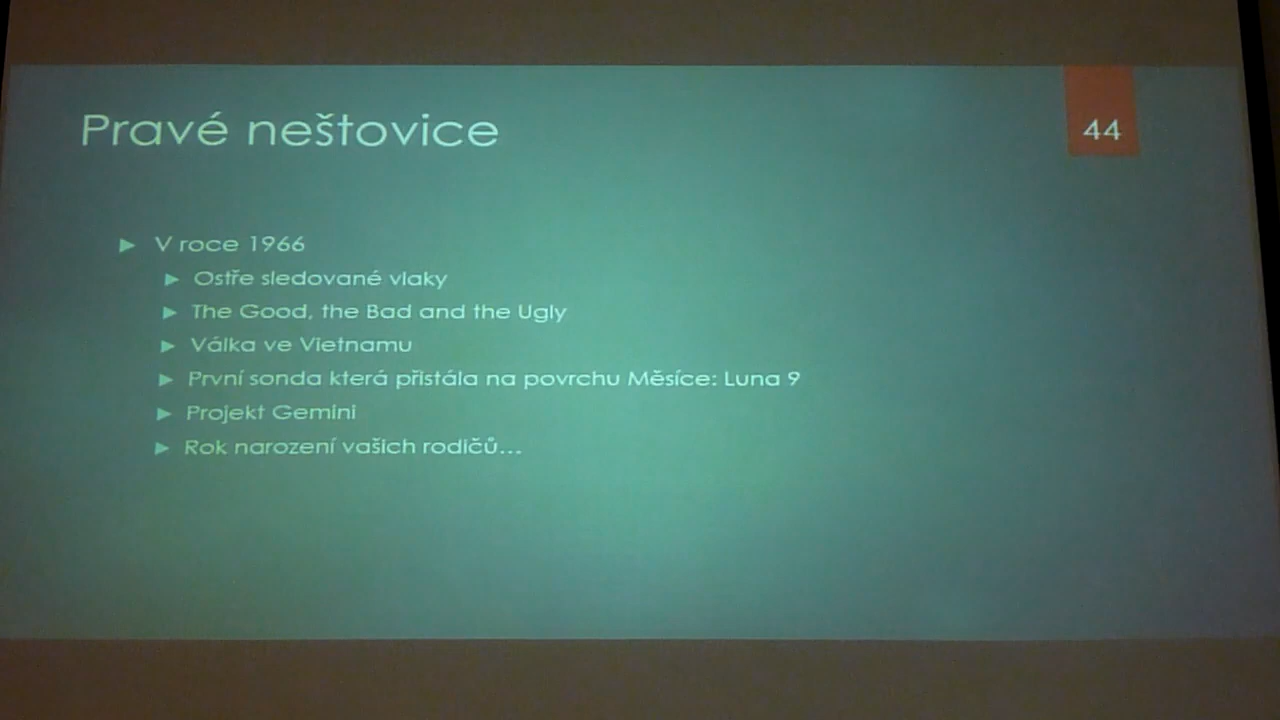 Pravé neštovice
44
V roce 1966
Ostře sledované vlaky
The Good, the Bad and the Ugly
Válka ve Vietnamu
První sonda která přistála na povrchu Měsíce: Luna 9
Projekt Gemini
Rok narození vašich rodičů...